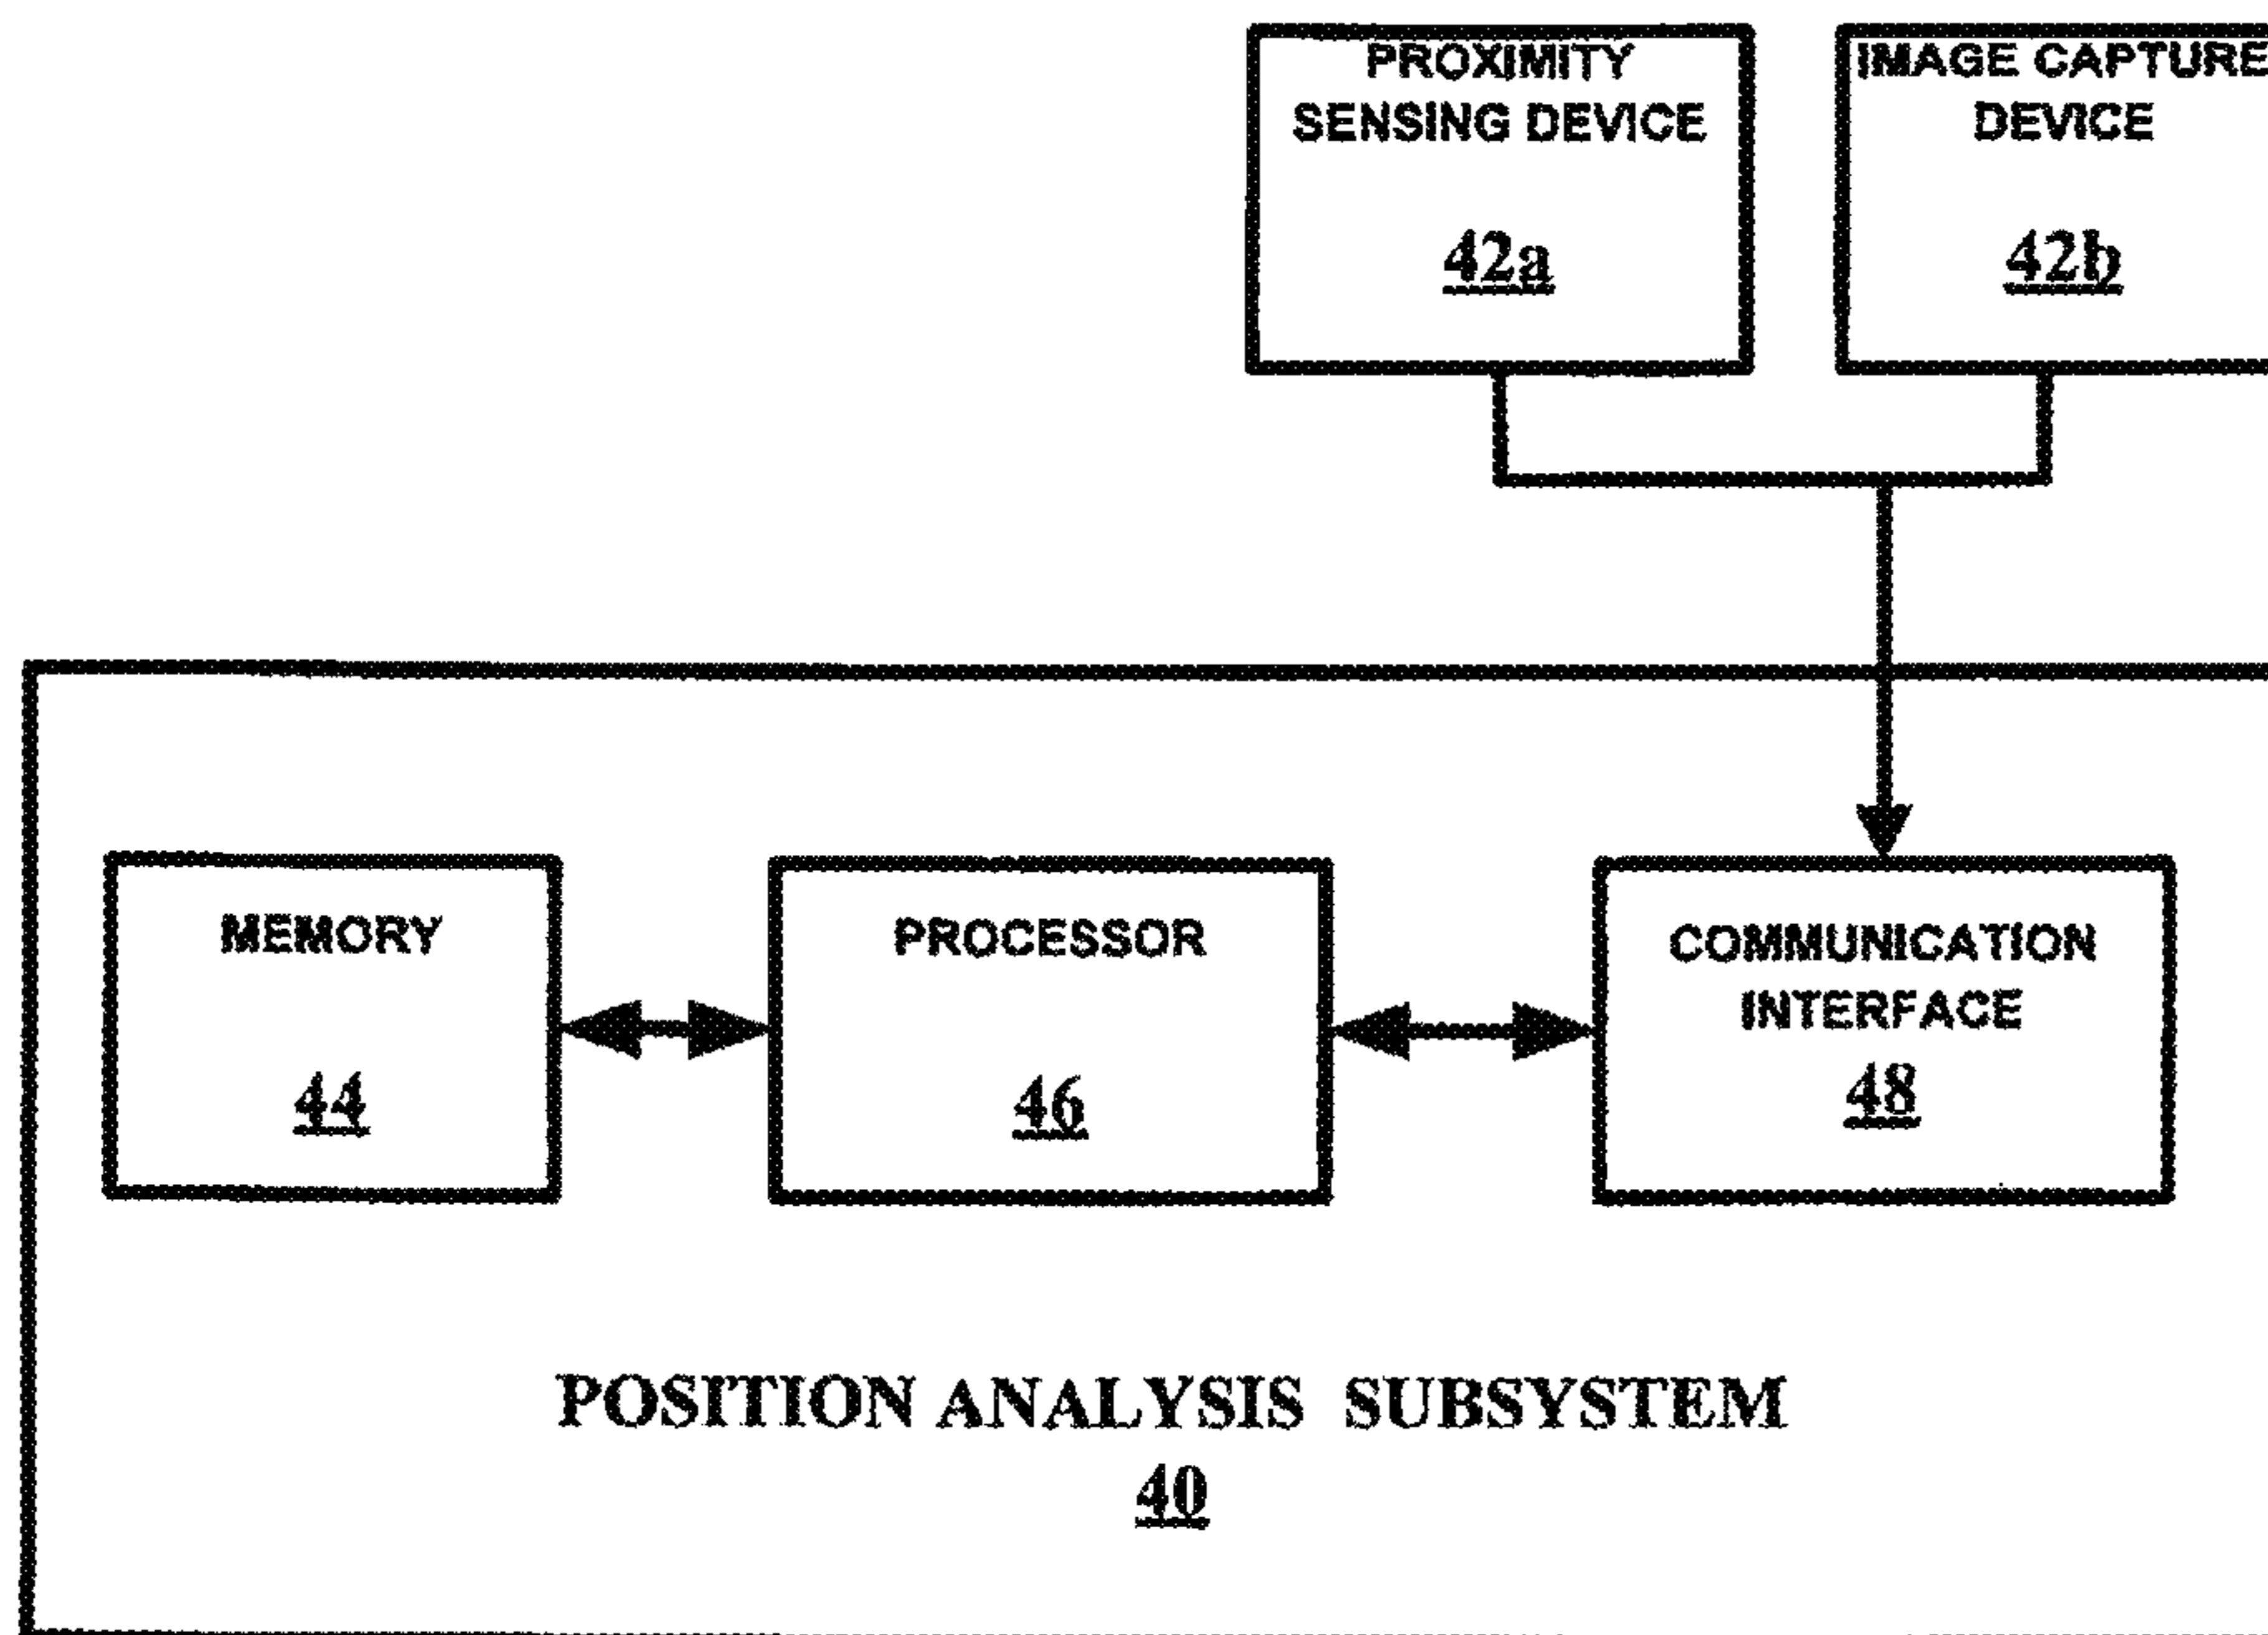 PROXIMITY
SENSING DEVICE
42a
IMAGE CAPTURE
DEVICE
42b
MEMORY
44
PROCESSOR
46
COMMUNICATION
INTERFACE
48
POSITION ANALYSIS SUBSYSTEM
40